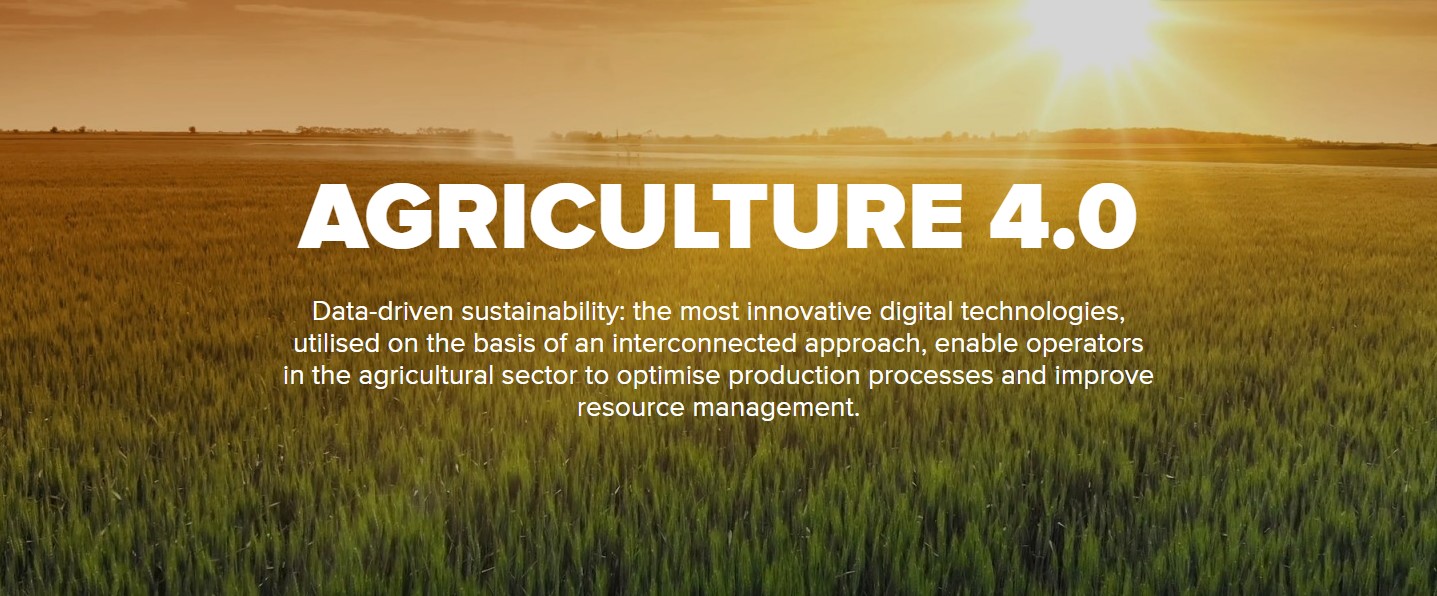 AGRICULTURE 4.0
Data-driven sustainability: the most innovative digital technologies,
utilised on the basis of an interconnected approach, enable operators
in the agricultural sector to optimise production processes and improve
resource management.